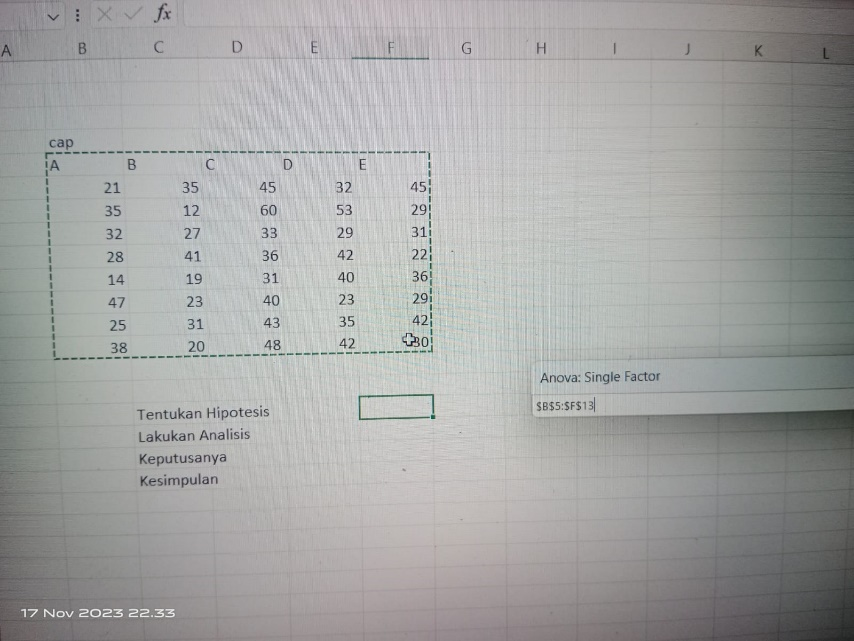 fx
A B C D E F G H I J K L
cap
A B C D E
21 35 45 32 45
35 12 60 53 29
32 27 33 29 31
28 41 36 42 22
14 19 31 40 36
47 23 40 23 29
25 31 43 35 42
38 20 48 42 30
Anova: Single Factor
$B$5:$F$13
Tentukan Hipotesis
Lakukan Analisis
Keputusanya
Kesimpulan
17 Nov 2023 22.33